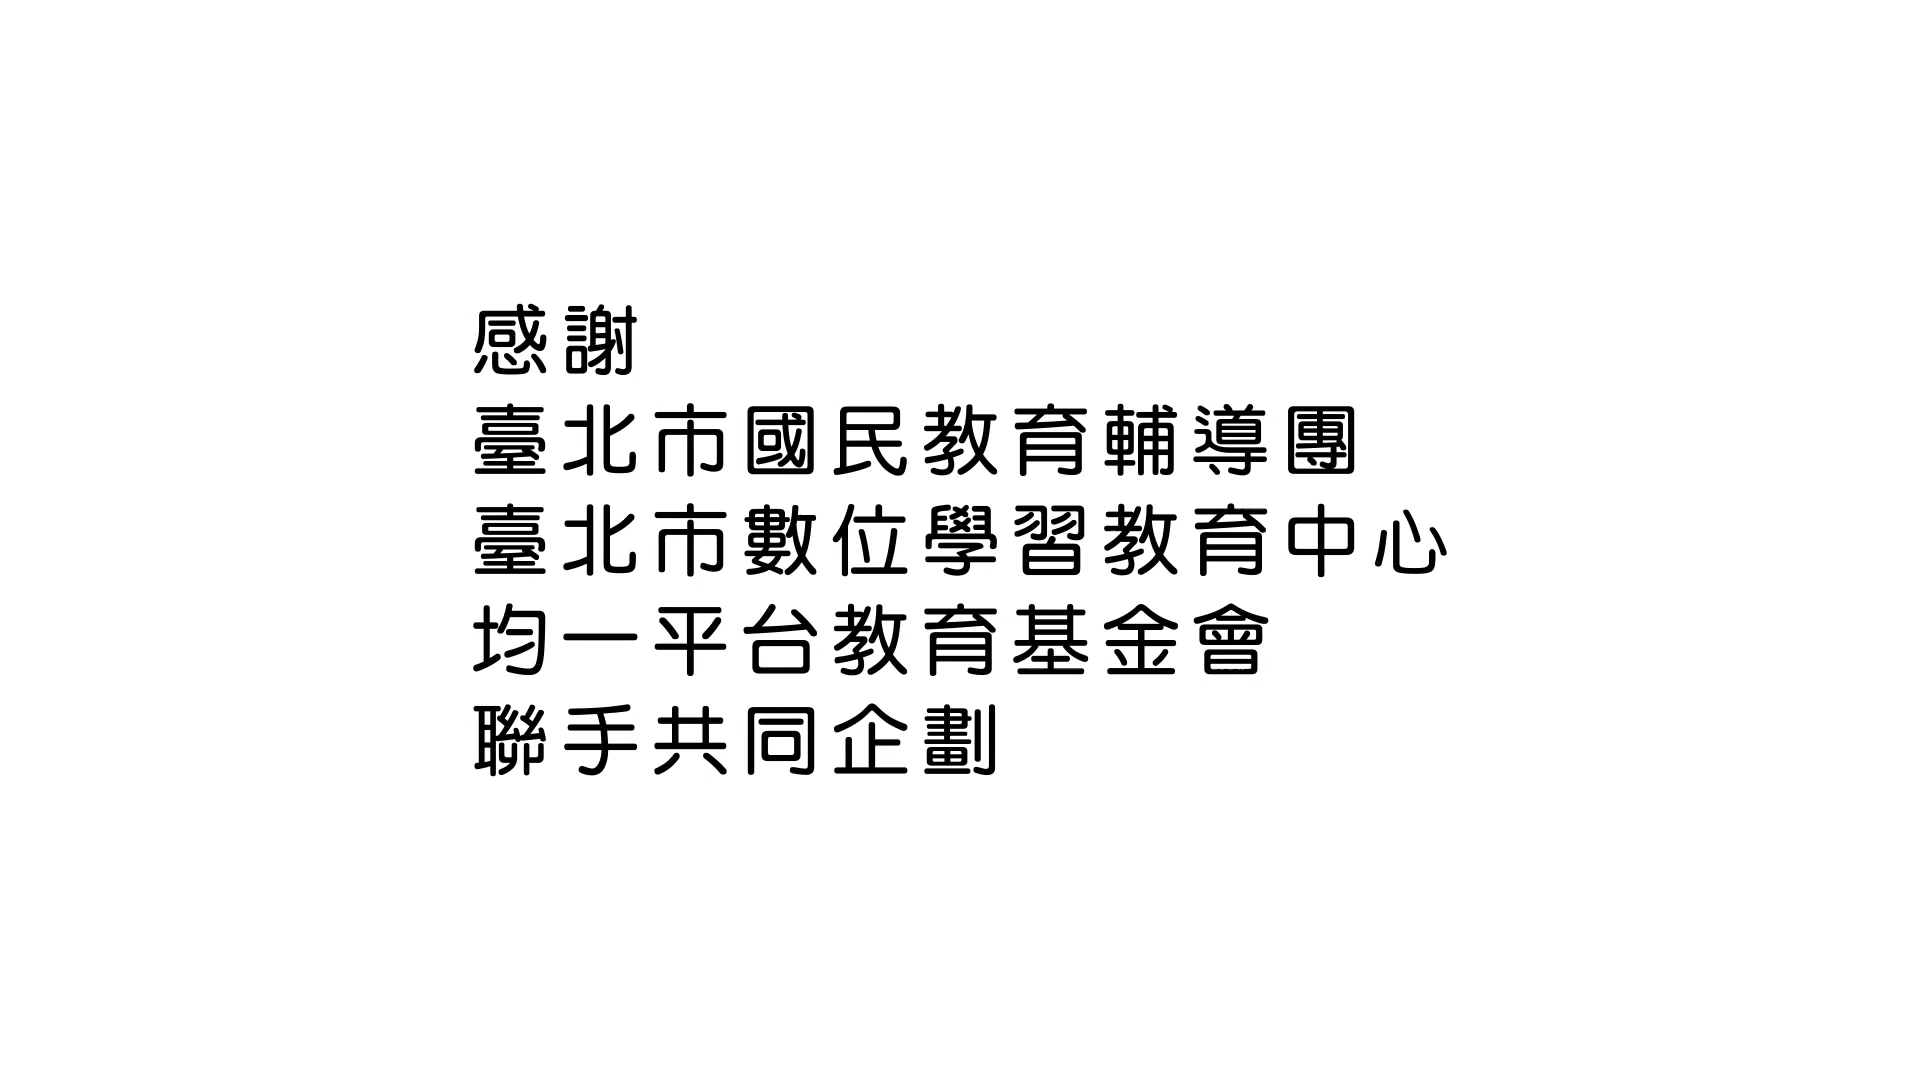 感謝
臺北市國民教育輔導團
臺北市數位學習教育中心
均一平台教育基金會
聯手共同企劃